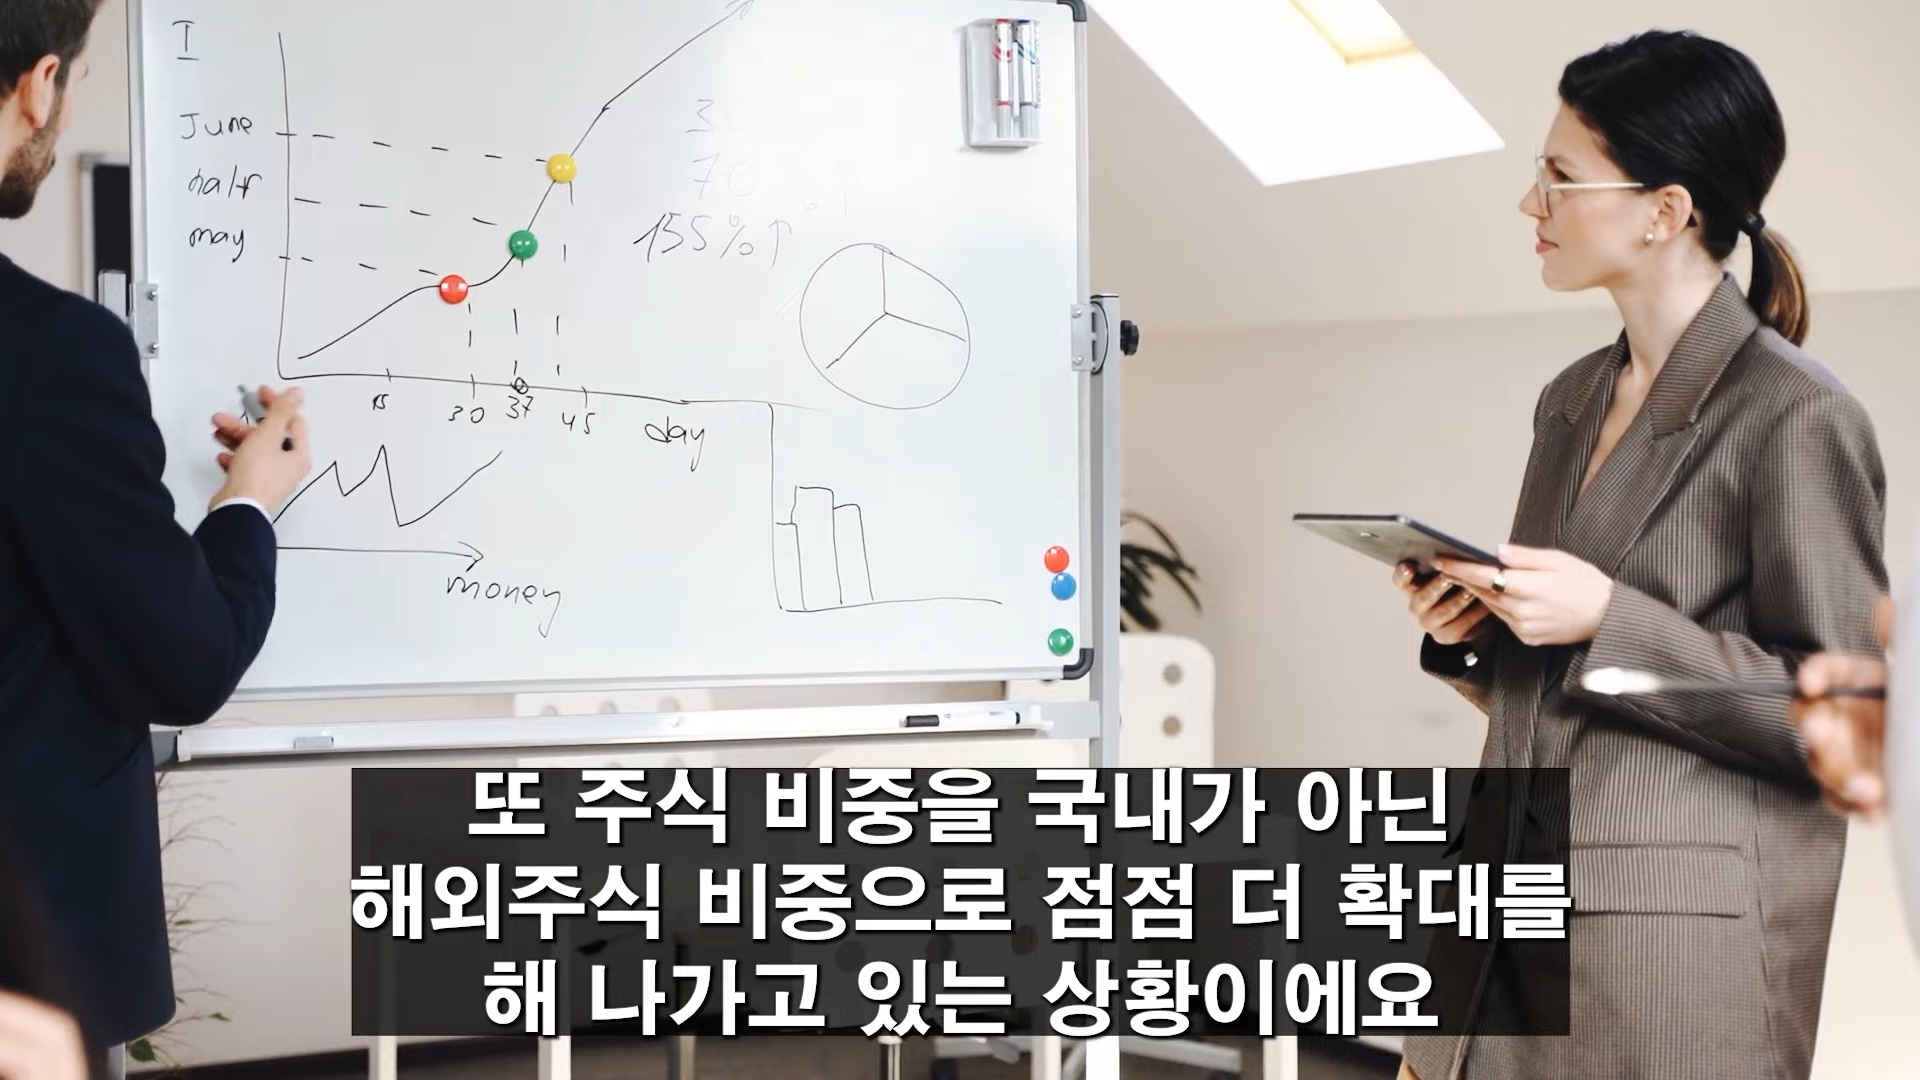 I
June
half
may
155%↑
15
30
37
45
day
money
또 주식 비중을 국내가 아닌
해외주식 비중으로 점점 더 확대를
해 나가고 있는 상황이에요